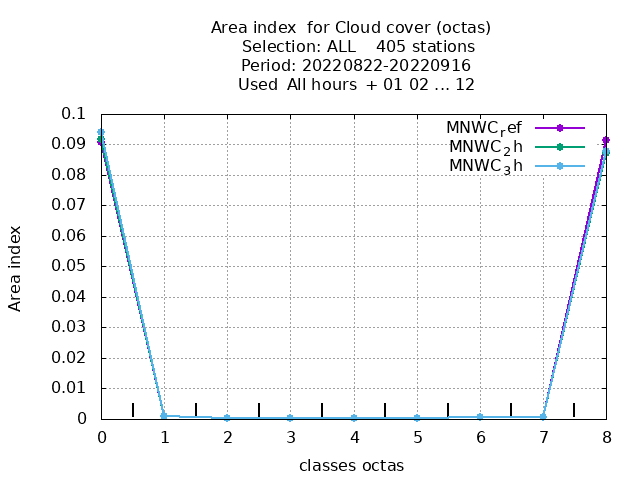 Area index  for Cloud cover (octas)
Selection: ALL    405 stations
Period: 20220822-20220916
Used  All hours  + 01 02 ... 12
MNWC_ref
MNWC_2h
MNWC_3h
0.1
0.09
0.08
0.07
0.06
0.05
0.04
0.03
0.02
0.01
0
Area index
0 1 2 3 4 5 6 7 8
classes octas